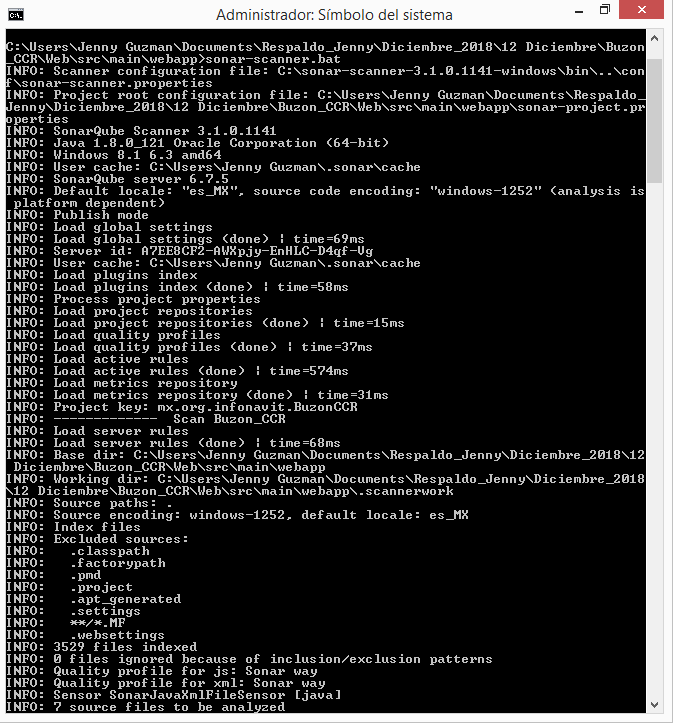 Administrador: Símbolo del sistema
C:\Users\Jenny Guzman\Documents\Respaldo_Jenny\Diciembre_2018\12 Diciembre\Buzon
_CCR\Web\src\main\webapp>sonar-scanner.bat
INFO: Scanner configuration file: C:\sonar-scanner-3.1.0.1141-windows\bin\..\con
f\sonar-scanner.properties
INFO: Project root configuration file: C:\Users\Jenny Guzman\Documents\Respaldo_
Jenny\Diciembre_2018\12 Diciembre\Buzon_CCR\Web\src\main\webapp\sonar-project.pr
operties
INFO: SonarQube Scanner 3.1.0.1141
INFO: Java 1.8.0_121 Oracle Corporation (64-bit)
INFO: Windows 8.1 6.3 amd64
INFO: User cache: C:\Users\Jenny Guzman\.sonar\cache
INFO: SonarQube server 6.7.5
INFO: Default locale: "es_MX", source code encoding: "windows-1252" (analysis is
 platform dependent)
INFO: Publish mode
INFO: Load global settings
INFO: Load global settings (done) | time=69ms
INFO: Server id: A7EE8CF2-AWXpjy-EnHLC-D4qf-Vg
INFO: User cache: C:\Users\Jenny Guzman\.sonar\cache
INFO: Load plugins index
INFO: Load plugins index (done) | time=58ms
INFO: Process project properties
INFO: Load project repositories
INFO: Load project repositories (done) | time=15ms
INFO: Load quality profiles
INFO: Load quality profiles (done) | time=37ms
INFO: Load active rules
INFO: Load active rules (done) | time=574ms
INFO: Load metrics repository
INFO: Load metrics repository (done) | time=31ms
INFO: Project key: mx.org.infonavit.BuzonCCR
INFO: -------------  Scan Buzon_CCR
INFO: Load server rules
INFO: Load server rules (done) | time=68ms
INFO: Base dir: C:\Users\Jenny Guzman\Documents\Respaldo_Jenny\Diciembre_2018\12
 Diciembre\Buzon_CCR\Web\src\main\webapp
INFO: Working dir: C:\Users\Jenny Guzman\Documents\Respaldo_Jenny\Diciembre_2018
\12 Diciembre\Buzon_CCR\Web\src\main\webapp\.scannerwork
INFO: Source paths: .
INFO: Source encoding: windows-1252, default locale: es_MX
INFO: Index files
INFO: Excluded sources:
INFO:   .classpath
INFO:   .factorypath
INFO:   .pmd
INFO:   .project
INFO:   .apt_generated
INFO:   .settings
INFO:   **/*.MF
INFO:   .websettings
INFO: 3529 files indexed
INFO: 0 files ignored because of inclusion/exclusion patterns
INFO: Quality profile for js: Sonar way
INFO: Quality profile for xml: Sonar way
INFO: Sensor SonarJavaXmlFileSensor [java]
INFO: 7 source files to be analyzed